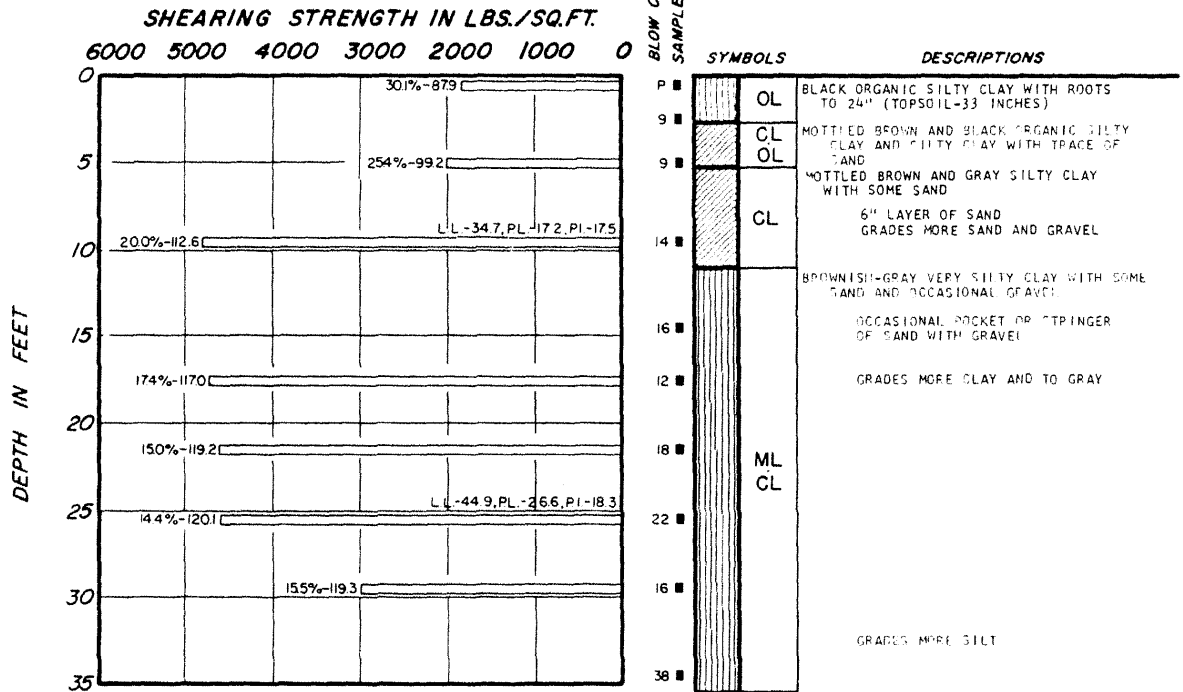 SHEARING STRENGTH IN LBS./SQ.FT.
6000 5000 4000 3000 2000 1000 0
BLOW C
SAMPLE
SYMBOLS
DESCRIPTIONS
DEPTH IN FEET
0
5
10
15
20
25
30
35
30.1%-87.9
25.4%-99.2
L.L.-34.7, P.L.-17.2, P.I.-17.5
20.0%-112.6
17.4%-117.0
15.0%-119.2
L.L.-44.9, P.L.-26.6, P.I.-18.3
14.4%-120.1
15.5%-119.3
P
9
9
14
16
12
18
22
16
38
OL
CL
OL
CL
ML
CL
BLACK ORGANIC SILTY CLAY WITH ROOTS
TO 24" (TOPSOIL-33 INCHES)
MOTTLED BROWN AND BLACK ORGANIC SILTY
CLAY AND SILTY CLAY WITH TRACE OF
SAND
MOTTLED BROWN AND GRAY SILTY CLAY
WITH SOME SAND
6" LAYER OF SAND
GRADES MORE SAND AND GRAVEL
BROWNISH-GRAY VERY SILTY CLAY WITH SOME
SAND AND OCCASIONAL GRAVEL
OCCASIONAL POCKET OR STRINGER
OF SAND WITH GRAVEL
GRADES MORE CLAY AND TO GRAY
GRADES MORE SILT